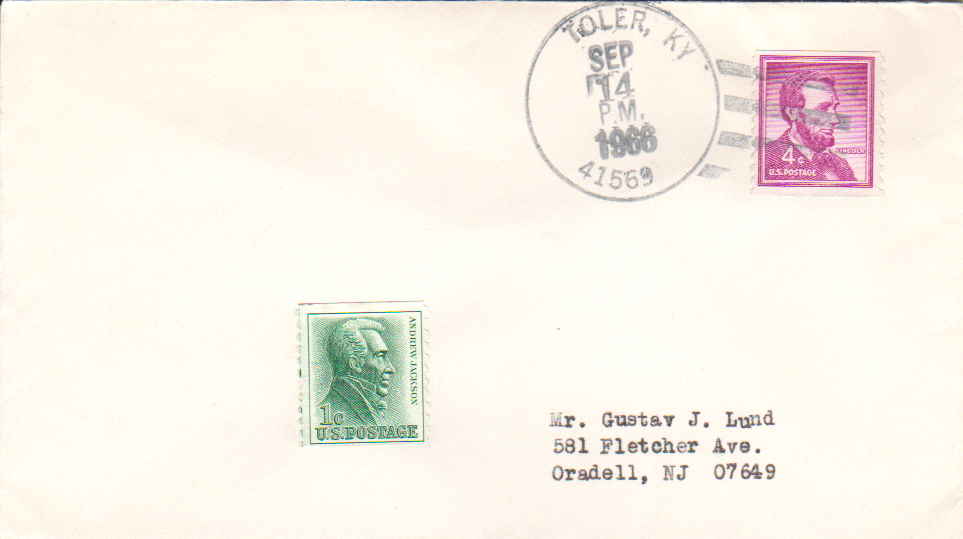 TOLER, KY
SEP
14
P.M.
1966
41569
LINCOLN
4¢
U.S. POSTAGE
ANDREW JACKSON
1c
U.S. POSTAGE
Mr. Gustav J. Lund
581 Fletcher Ave.
Oradell, NJ 07649